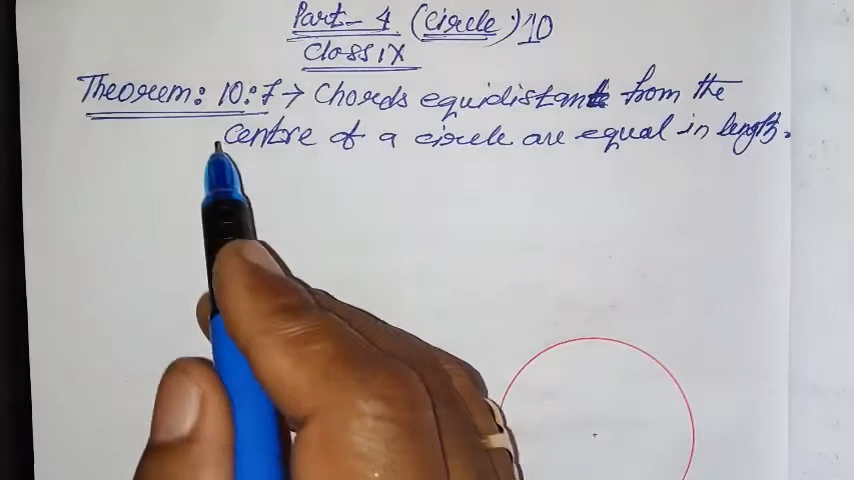 Part-4 (Circle) 10
Class IX
Theorem: 10:7→ Chords equidistant from the
centre of a circle are equal in length.